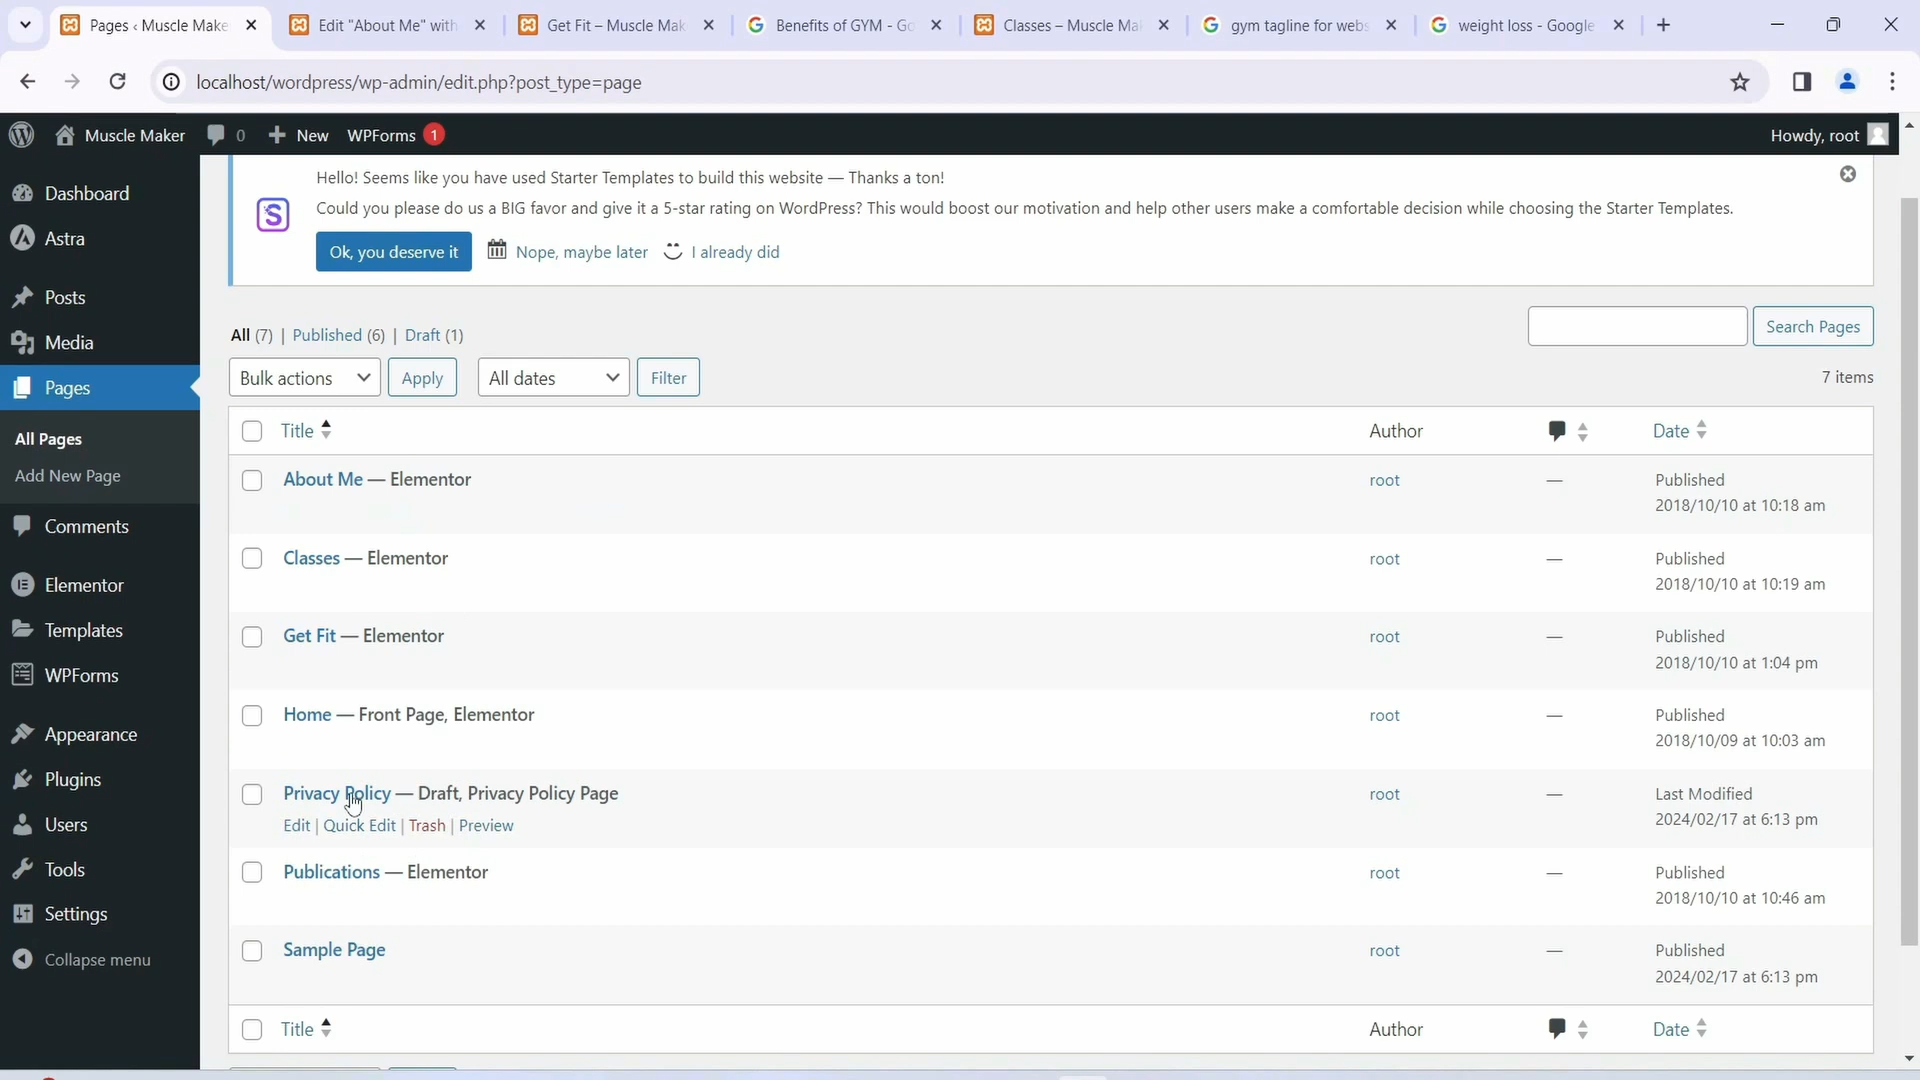 Pages ‹ Muscle Make
Edit "About Me" with
Get Fit – Muscle Mak
Benefits of GYM - Go
Classes – Muscle Ma
gym tagline for webs
weight loss - Google
localhost/wordpress/wp-admin/edit.php?post_type=page
Muscle Maker
0
New
WPForms 1
Howdy, root
Dashboard
Astra
Posts
Media
Pages
All Pages
Add New Page
Comments
Elementor
Templates
WPForms
Appearance
Plugins
Users
Tools
Settings
Collapse menu
Hello! Seems like you have used Starter Templates to build this website — Thanks a ton!
Could you please do us a BIG favor and give it a 5-star rating on WordPress? This would boost our motivation and help other users make a comfortable decision while choosing the Starter Templates.
Ok, you deserve it
Nope, maybe later
I already did
All (7) | Published (6) | Draft (1)
Search Pages
Bulk actions
Apply
All dates
Filter
7 items
Title
Author
Date
About Me — Elementor
root
—
Published
2018/10/10 at 10:18 am
Classes — Elementor
root
—
Published
2018/10/10 at 10:19 am
Get Fit — Elementor
root
—
Published
2018/10/10 at 1:04 pm
Home — Front Page, Elementor
root
—
Published
2018/10/09 at 10:03 am
Privacy Policy — Draft, Privacy Policy Page
Edit | Quick Edit | Trash | Preview
root
—
Last Modified
2024/02/17 at 6:13 pm
Publications — Elementor
root
—
Published
2018/10/10 at 10:46 am
Sample Page
root
—
Published
2024/02/17 at 6:13 pm
Title
Author
Date